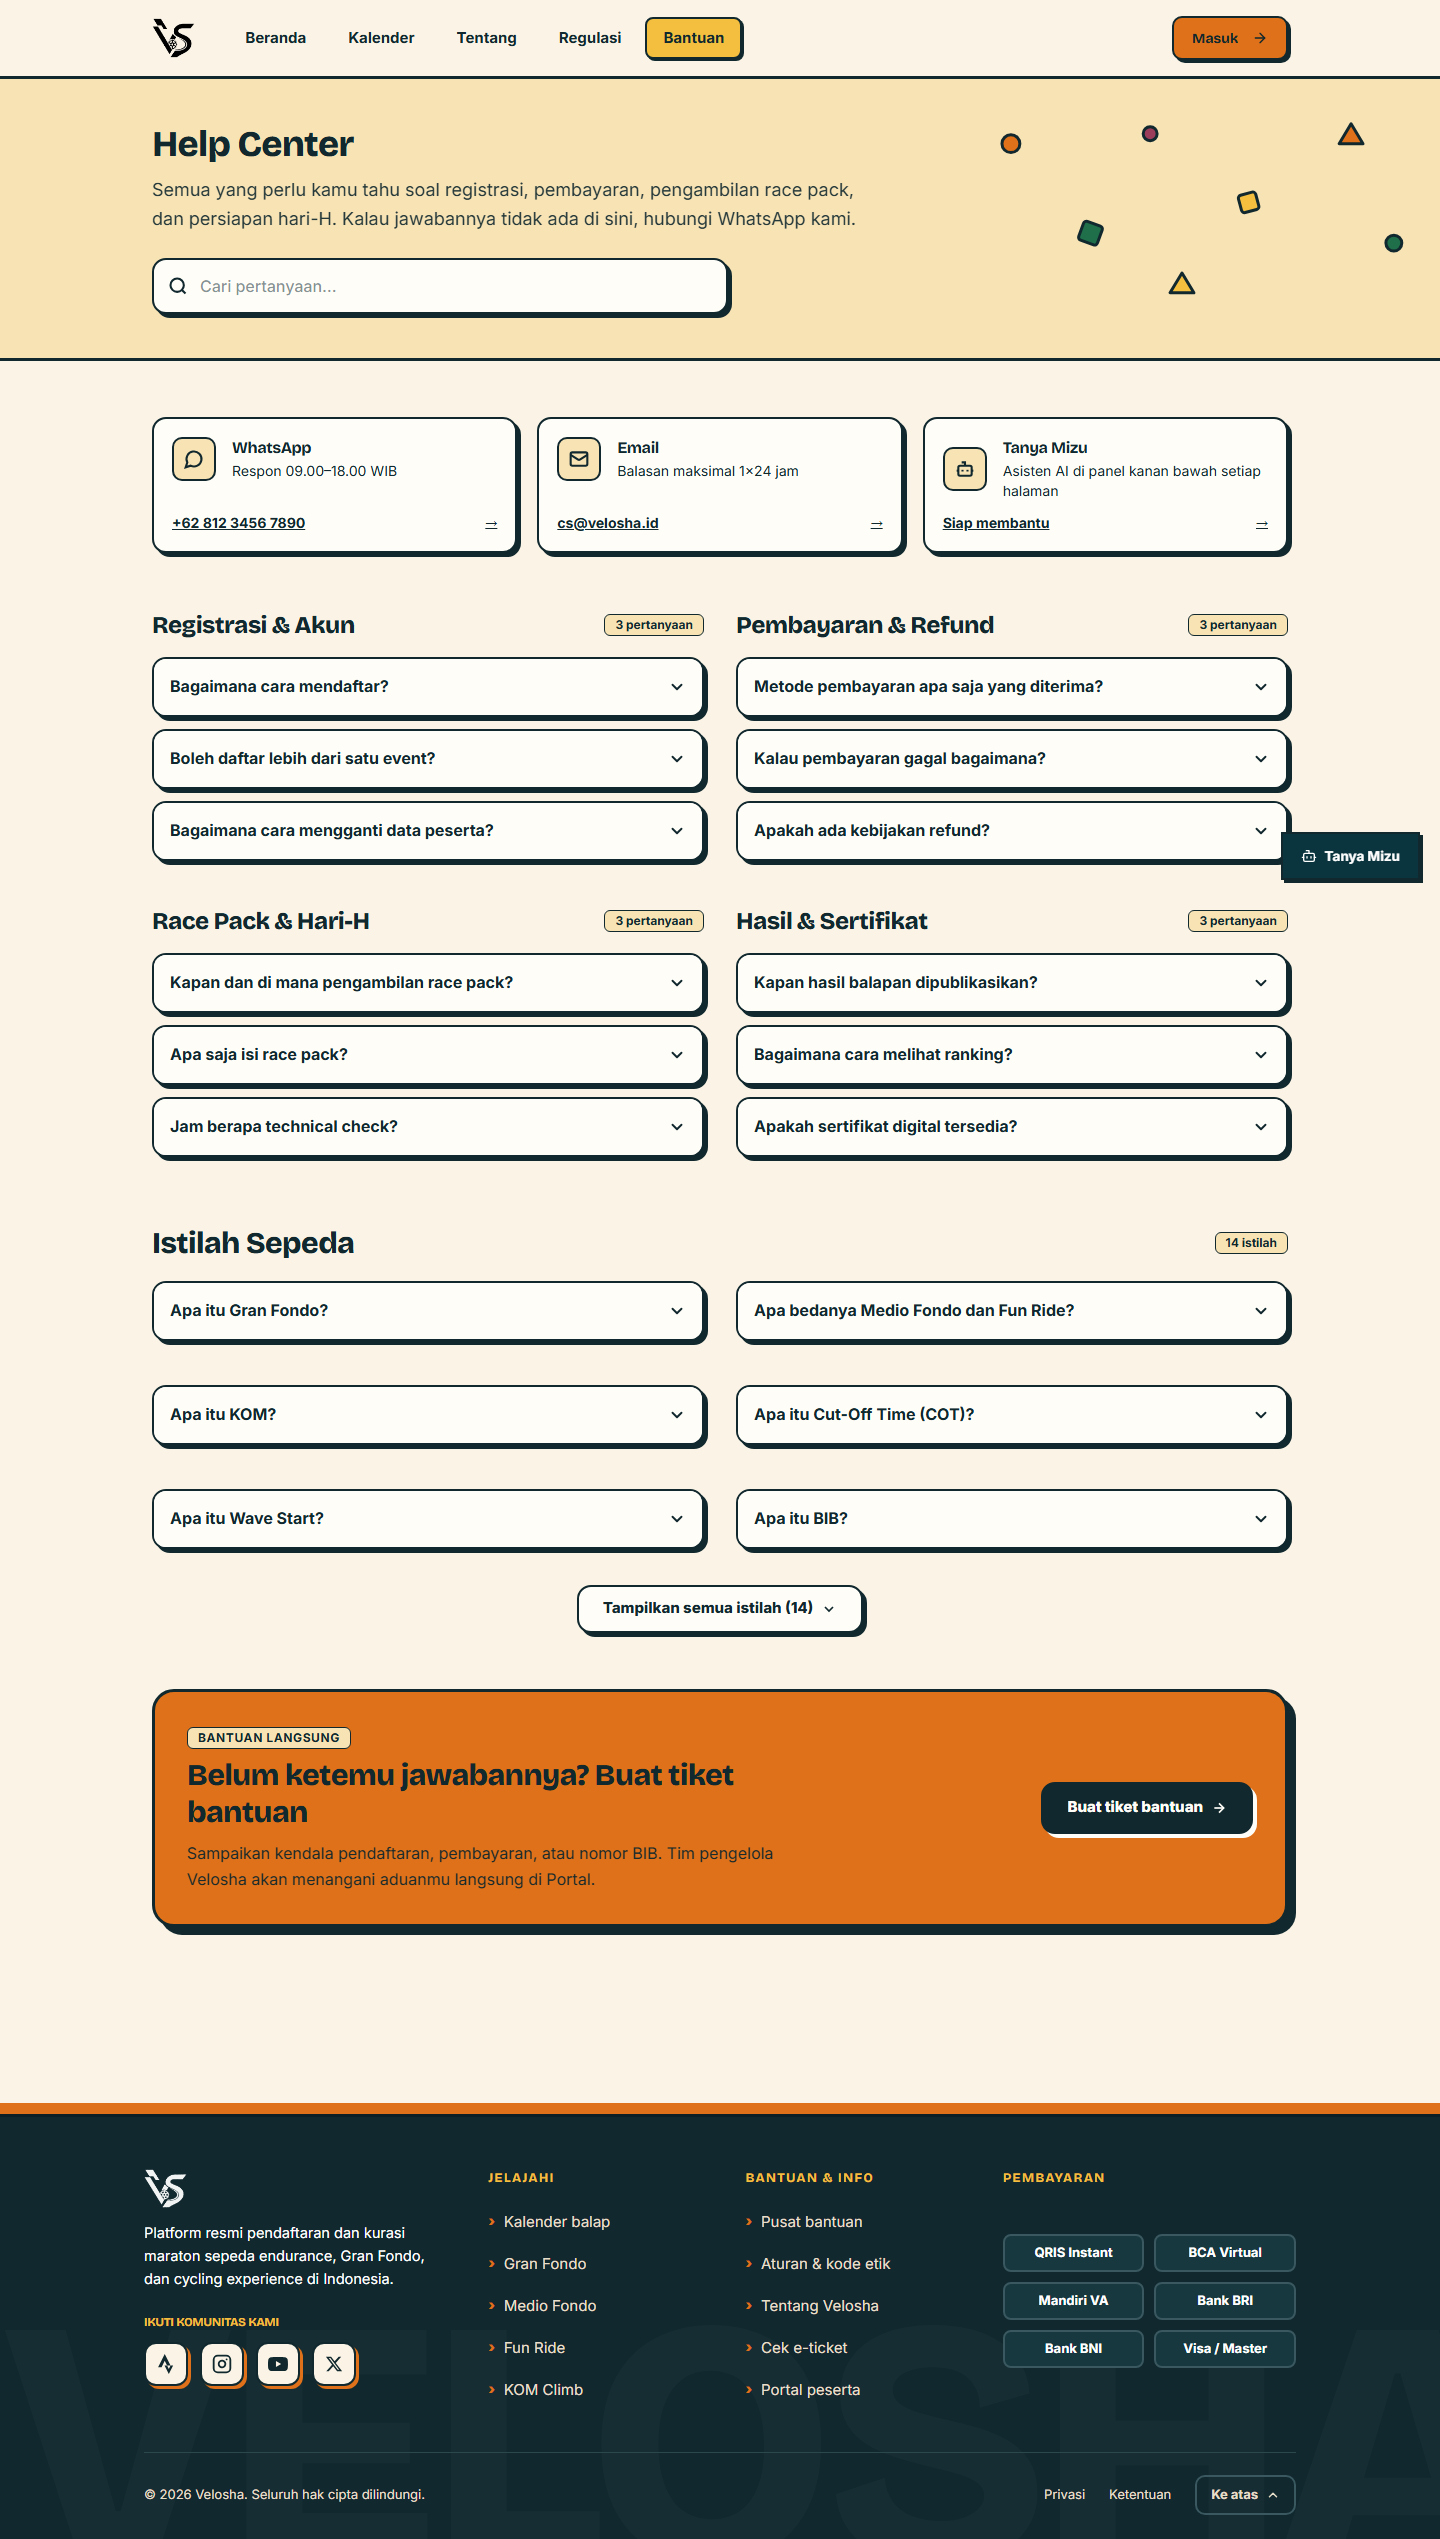 VS
Beranda
Kalender
Tentang
Regulasi
Bantuan
Masuk
Help Center
Semua yang perlu kamu tahu soal registrasi, pembayaran, pengambilan race pack,
dan persiapan hari-H. Kalau jawabannya tidak ada di sini, hubungi WhatsApp kami.
Cari pertanyaan...
WhatsApp
Respon 09.00–18.00 WIB
+62 812 3456 7890 →
Email
Balasan maksimal 1×24 jam
cs@velosha.id →
Tanya Mizu
Asisten AI di panel kanan bawah setiap
halaman
Siap membantu →
Registrasi & Akun
3 pertanyaan
Bagaimana cara mendaftar?
Boleh daftar lebih dari satu event?
Bagaimana cara mengganti data peserta?
Pembayaran & Refund
3 pertanyaan
Metode pembayaran apa saja yang diterima?
Kalau pembayaran gagal bagaimana?
Apakah ada kebijakan refund?
Tanya Mizu
Race Pack & Hari-H
3 pertanyaan
Kapan dan di mana pengambilan race pack?
Apa saja isi race pack?
Jam berapa technical check?
Hasil & Sertifikat
3 pertanyaan
Kapan hasil balapan dipublikasikan?
Bagaimana cara melihat ranking?
Apakah sertifikat digital tersedia?
Istilah Sepeda
14 istilah
Apa itu Gran Fondo?
Apa bedanya Medio Fondo dan Fun Ride?
Apa itu KOM?
Apa itu Cut-Off Time (COT)?
Apa itu Wave Start?
Apa itu BIB?
Tampilkan semua istilah (14)
BANTUAN LANGSUNG
Belum ketemu jawabannya? Buat tiket
bantuan
Sampaikan kendala pendaftaran, pembayaran, atau nomor BIB. Tim pengelola
Velosha akan menangani aduanmu langsung di Portal.
Buat tiket bantuan →
VS
Platform resmi pendaftaran dan kurasi
maraton sepeda endurance, Gran Fondo,
dan cycling experience di Indonesia.
IKUTI KOMUNITAS KAMI
JELAJAHI
› Kalender balap
› Gran Fondo
› Medio Fondo
› Fun Ride
› KOM Climb
BANTUAN & INFO
› Pusat bantuan
› Aturan & kode etik
› Tentang Velosha
› Cek e-ticket
› Portal peserta
PEMBAYARAN
QRIS Instant
BCA Virtual
Mandiri VA
Bank BRI
Bank BNI
Visa / Master
VELOSHA
© 2026 Velosha. Seluruh hak cipta dilindungi.
Privasi
Ketentuan
Ke atas